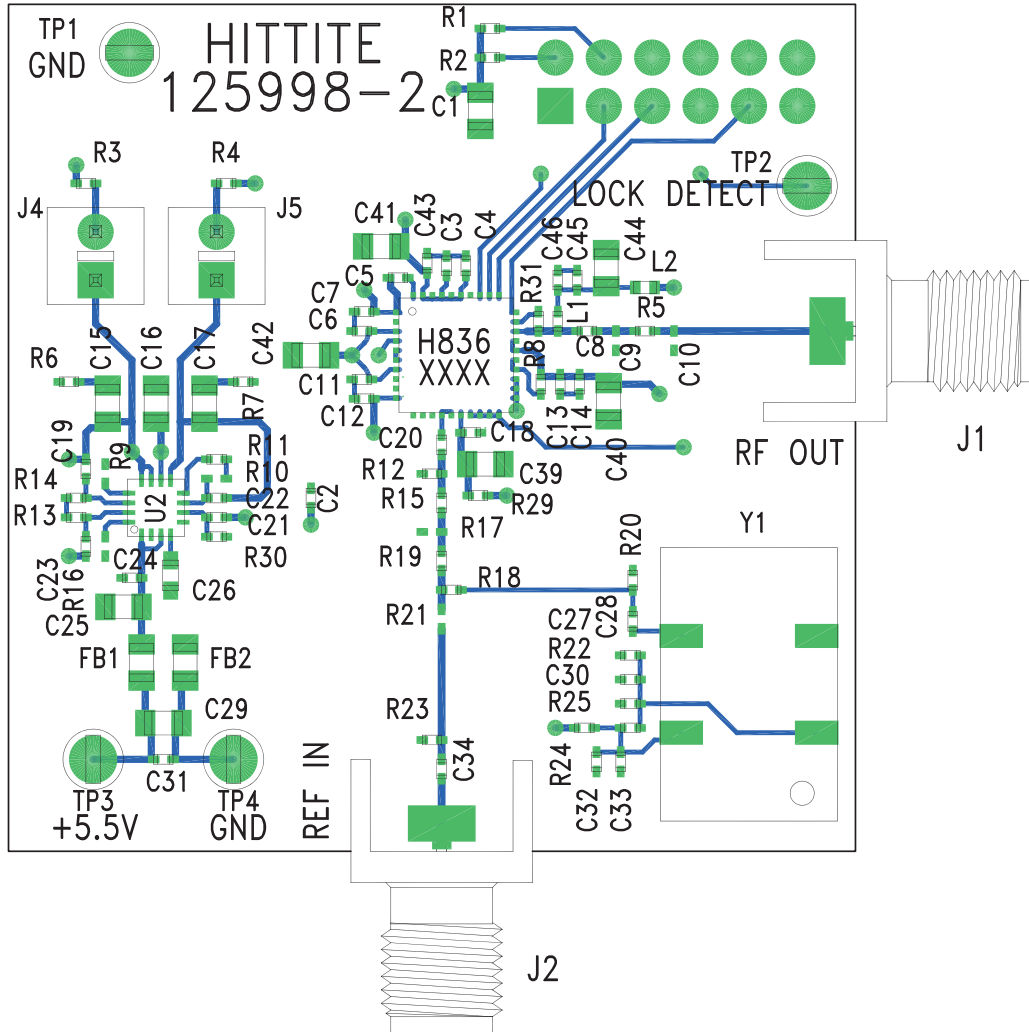 TP1
GND
HITTITE
125998-2
R1
R2
C1
R3
R4
J4
J5
TP2
LOCK DETECT
C41
C43
C3
C4
C46
C45
C44
L2
C5
C7
C6
R31
L1
R5
H836
XXXX
R8
C8
C9
C10
C15
C16
C17
C42
R6
R7
C11
C12
C13
C14
C40
RF OUT
J1
C19
R9
R11
R10
C20
C18
R14
R13
U2
C22
C21
R30
C2
R12
R15
C39
R29
R17
R19
C23
R16
C24
C25
C26
R18
R20
Y1
R21
C27
C28
R22
C30
R25
FB1
FB2
C29
R23
R24
C31
C34
C32
C33
TP3
+5.5V
TP4
GND
REF IN
J2